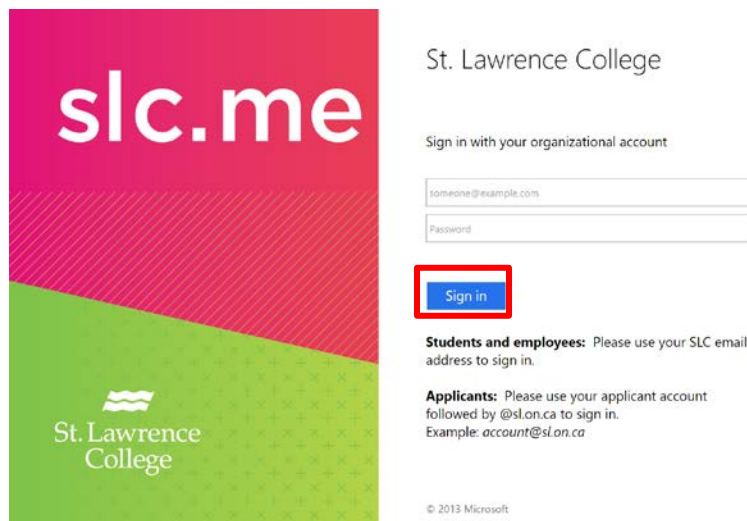 slc.me
St. Lawrence
College
St. Lawrence College
Sign in with your organizational account
someone@example.com
Password
Sign in
Students and employees: Please use your SLC email
address to sign in.
Applicants: Please use your applicant account
followed by @sl.on.ca to sign in.
Example: account@sl.on.ca
© 2013 Microsoft